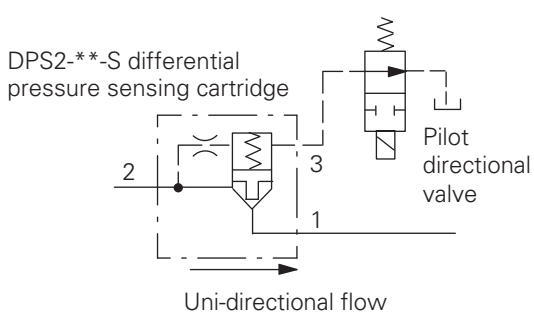 DPS2-**-S differential
pressure sensing cartridge
2
3
Pilot
directional
valve
1
Uni-directional flow